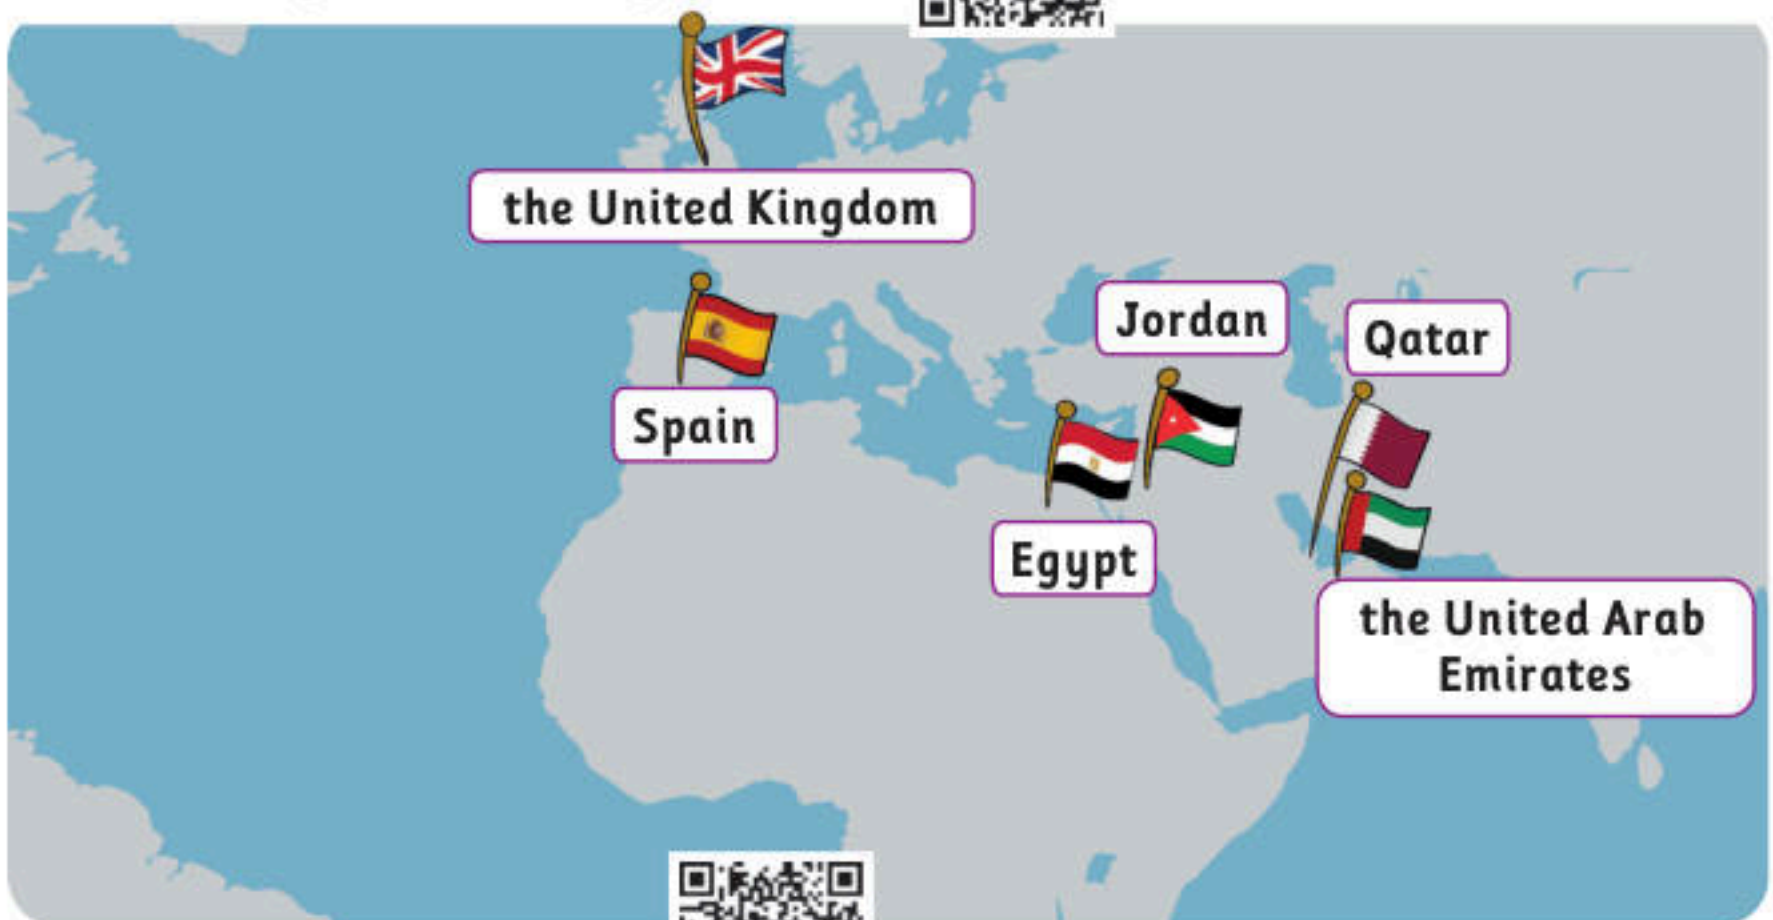 the United Kingdom
Jordan
Qatar
Spain
Egypt
the United Arab
Emirates